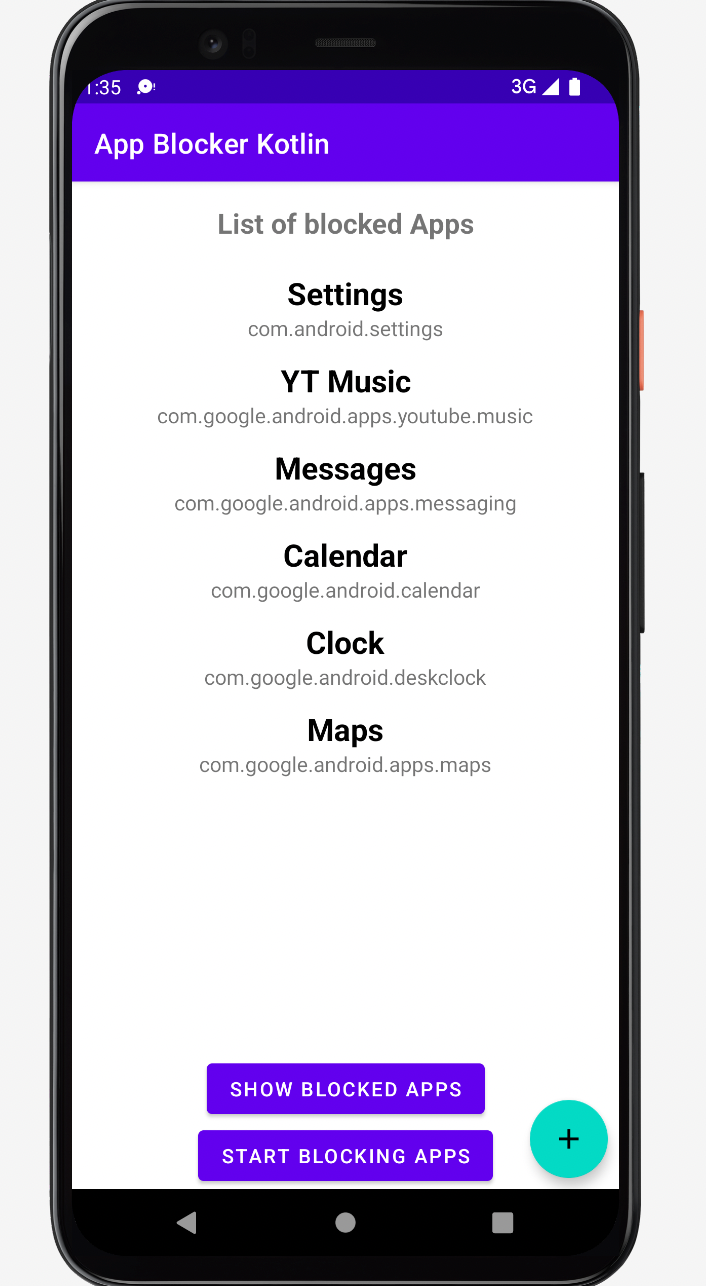 1:35
3G
App Blocker Kotlin
List of blocked Apps
Settings
com.android.settings
YT Music
com.google.android.apps.youtube.music
Messages
com.google.android.apps.messaging
Calendar
com.google.android.calendar
Clock
com.google.android.deskclock
Maps
com.google.android.apps.maps
SHOW BLOCKED APPS
START BLOCKING APPS
+